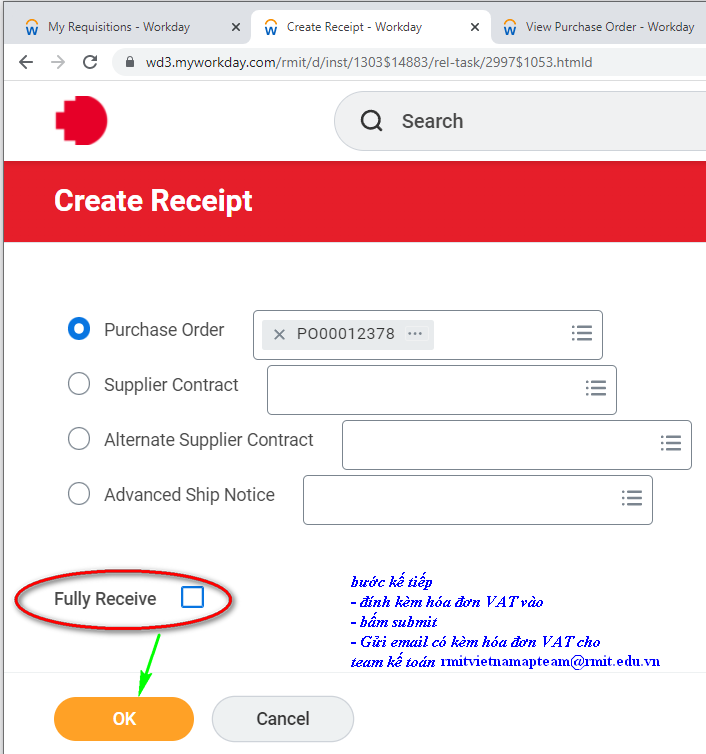 My Requisitions - Workday
Create Receipt - Workday
View Purchase Order - Workday
wd3.myworkday.com/rmit/d/inst/1303$14883/rel-task/2997$1053.htmld
Search
Create Receipt
Purchase Order
PO00012378
Supplier Contract
Alternate Supplier Contract
Advanced Ship Notice
Fully Receive
bước kế tiếp
- đính kèm hóa đơn VAT vào
- bấm submit
- Gửi email có kèm hóa đơn VAT cho
team kế toán rmitvietnamapteam@rmit.edu.vn
OK
Cancel